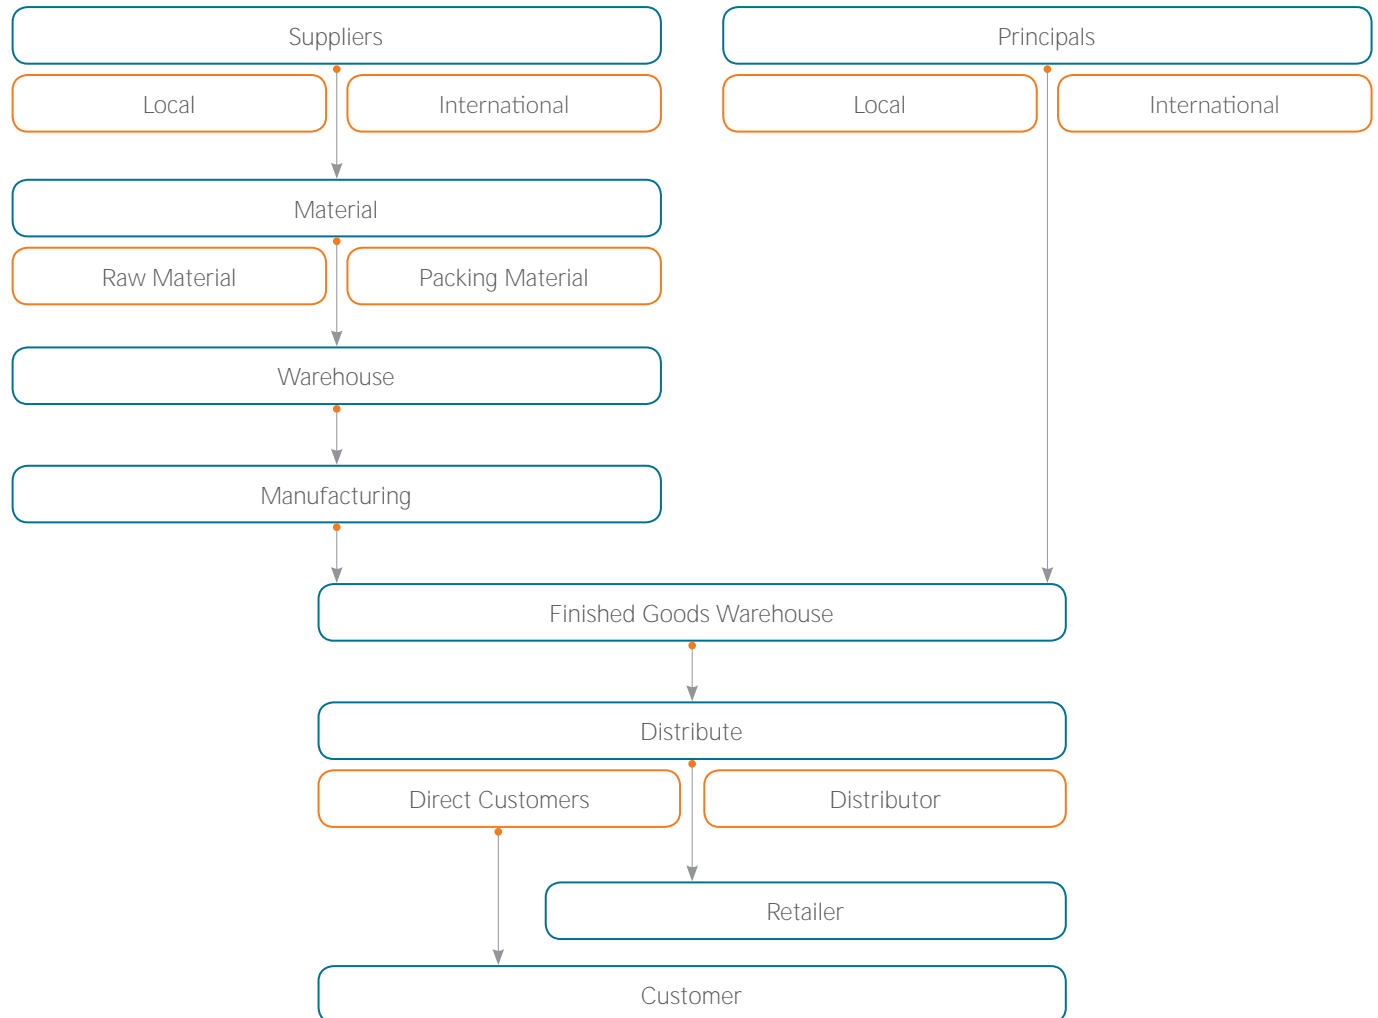 Suppliers
Principals
Local
International
Local
International
Material
Raw Material
Packing Material
Warehouse
Manufacturing
Finished Goods Warehouse
Distribute
Direct Customers
Distributor
Retailer
Customer